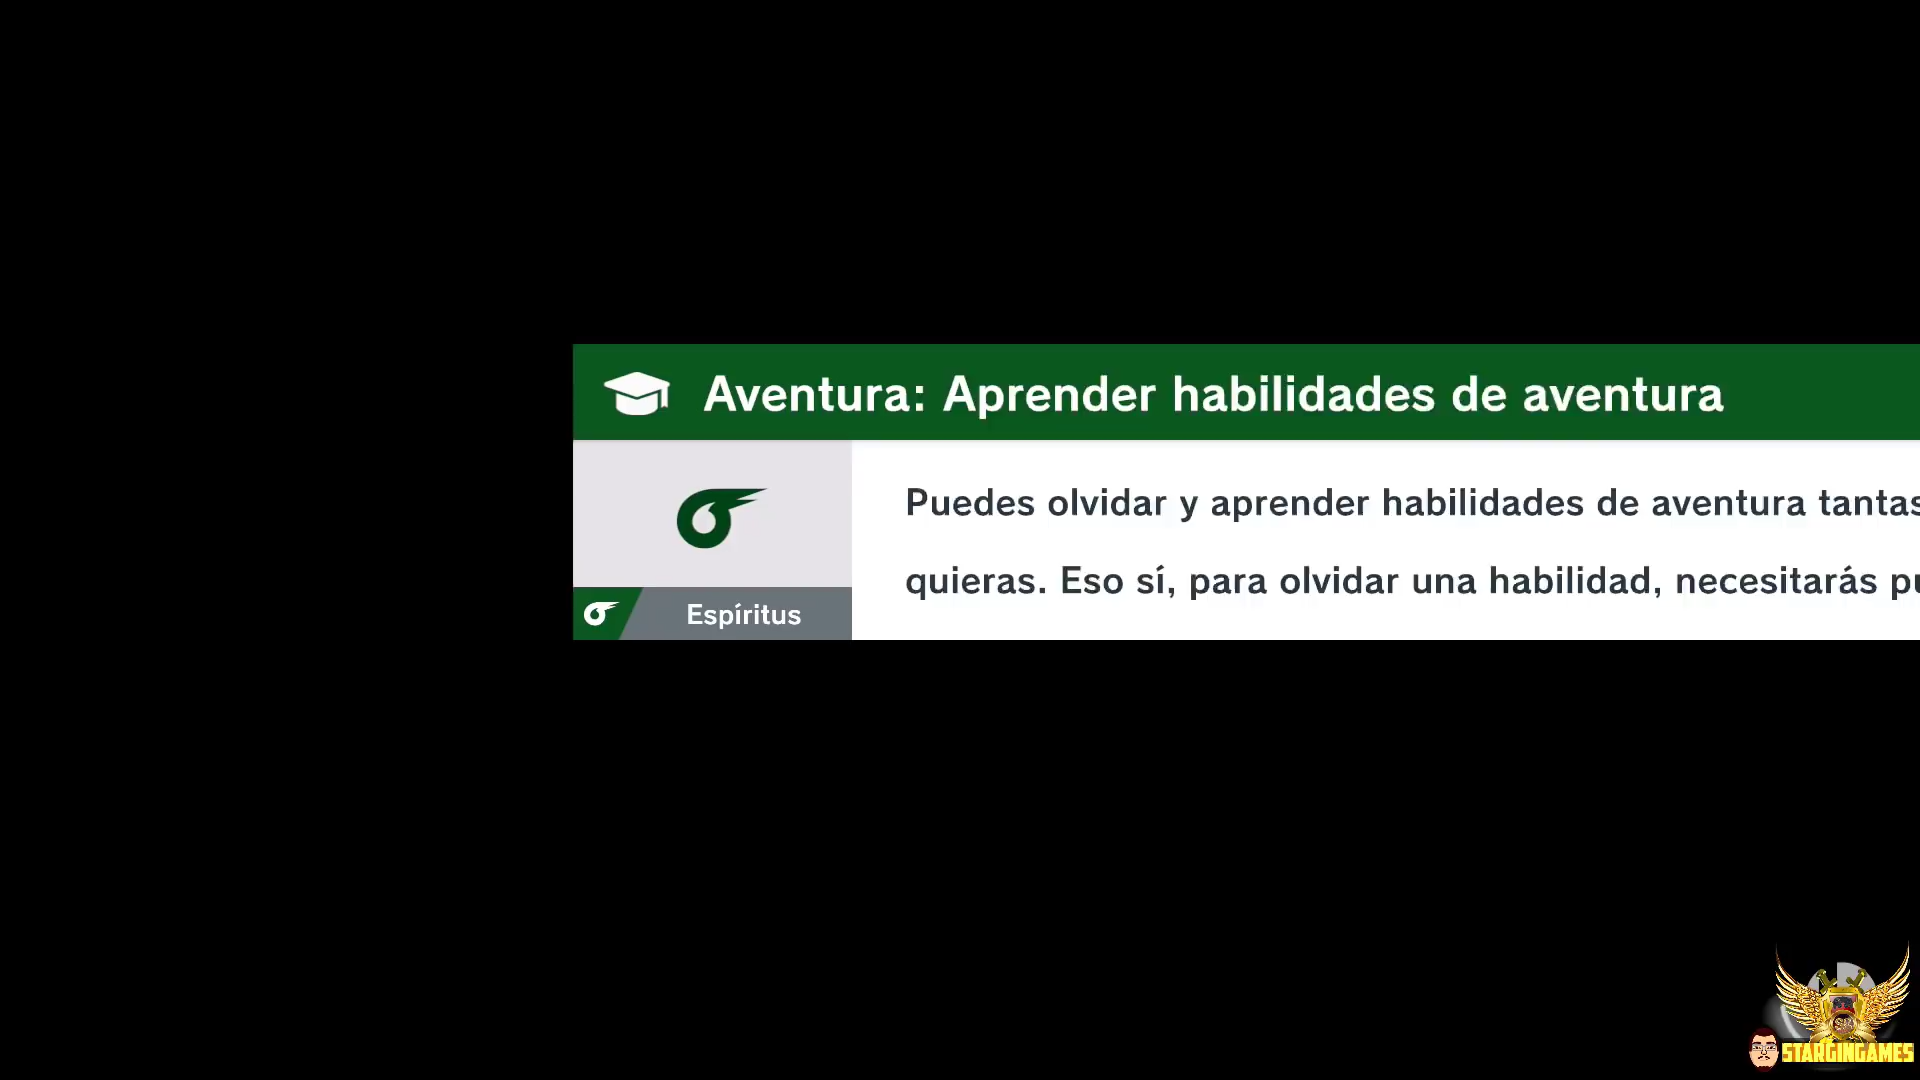 Aventura: Aprender habilidades de aventura
Puedes olvidar y aprender habilidades de aventura tantas
quieras. Eso sí, para olvidar una habilidad, necesitarás
Espíritus
STARGINGAMES